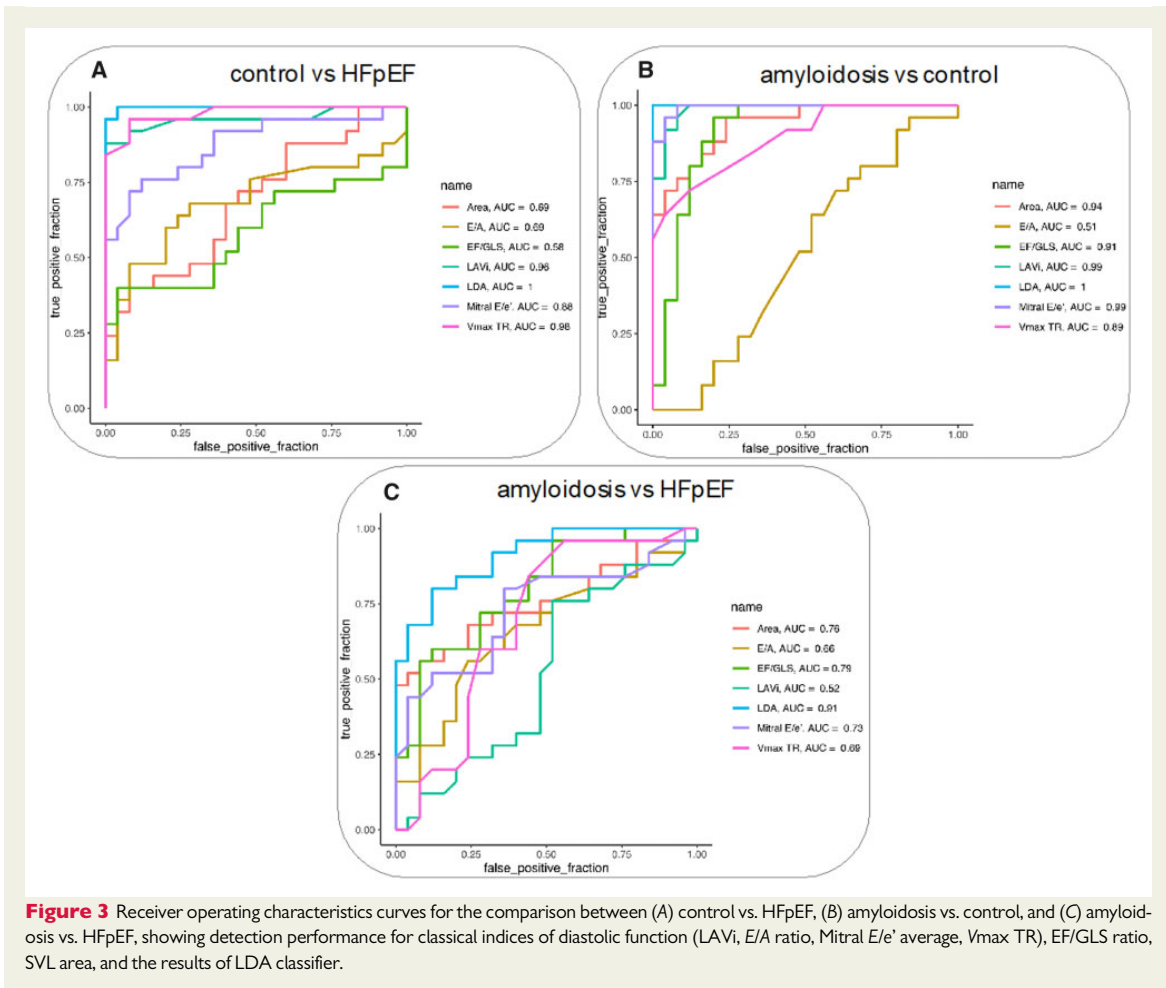 A
control vs HFpEF
1.00
0.75
0.50
0.25
0.00
true_positive_fraction
0.00 0.25 0.50 0.75 1.00
false_positive_fraction
name
Area, AUC = 0.69
E/A, AUC = 0.69
EF/GLS, AUC = 0.58
LAVi, AUC = 0.96
LDA, AUC = 1
Mitral E/e'. AUC = 0.88
Vmax TR, AUC = 0.98
B
amyloidosis vs control
1.00
0.75
0.50
0.25
0.00
true_positive_fraction
0.00 0.25 0.50 0.75 1.00
false_positive_fraction
name
Area, AUC = 0.94
E/A, AUC = 0.51
EF/GLS, AUC = 0.91
LAVi, AUC = 0.99
LDA, AUC = 1
Mitral E/e', AUC = 0.99
Vmax TR, AUC = 0.89
C
amyloidosis vs HFpEF
1.00
0.75
0.50
0.25
0.00
true_positive_fraction
0.00 0.25 0.50 0.75 1.00
false_positive_fraction
name
Area, AUC = 0.76
E/A, AUC = 0.66
EF/GLS, AUC = 0.79
LAVi, AUC = 0.52
LDA, AUC = 0.91
Mitral E/e'. AUC = 0.73
Vmax TR, AUC = 0.69
Figure 3 Receiver operating characteristics curves for the comparison between (A) control vs. HFpEF, (B) amyloidosis vs. control, and (C) amyloid-
osis vs. HFpEF, showing detection performance for classical indices of diastolic function (LAVi, E/A ratio, Mitral E/e' average, Vmax TR), EF/GLS ratio,
SVL area, and the results of LDA classifier.